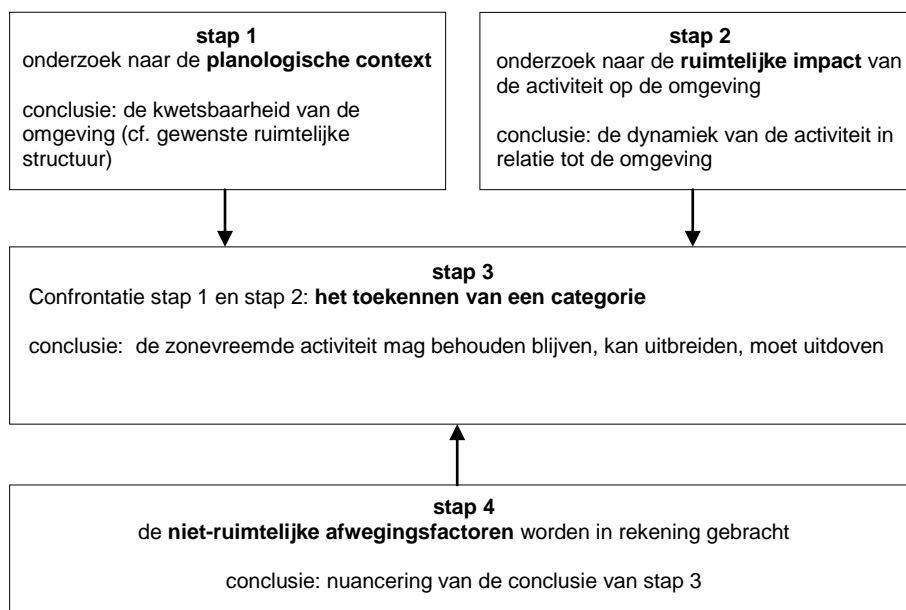 stap 1
onderzoek naar de planologische context
conclusie: de kwetsbaarheid van de
omgeving (cf. gewenste ruimtelijke
structuur)
stap 2
onderzoek naar de ruimtelijke impact van
de activiteit op de omgeving
conclusie: de dynamiek van de activiteit in
relatie tot de omgeving
stap 3
Confrontatie stap 1 en stap 2: het toekennen van een categorie
conclusie: de zonevreemde activiteit mag behouden blijven, kan uitbreiden, moet uitdoven
stap 4
de niet-ruimtelijke afwegingsfactoren worden in rekening gebracht
conclusie: nuancering van de conclusie van stap 3